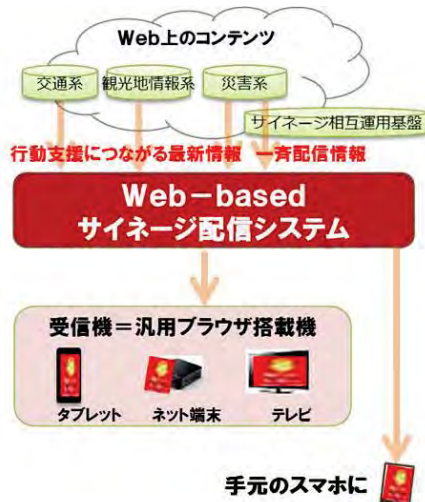 Web上のコンテンツ
交通系
観光地情報系
災害系
サイネージ相互運用基盤
行動支援につながる最新情報 一斉配信情報
Web-based
サイネージ配信システム
受信機＝汎用ブラウザ搭載機
タブレット ネット端末 テレビ
手元のスマホに